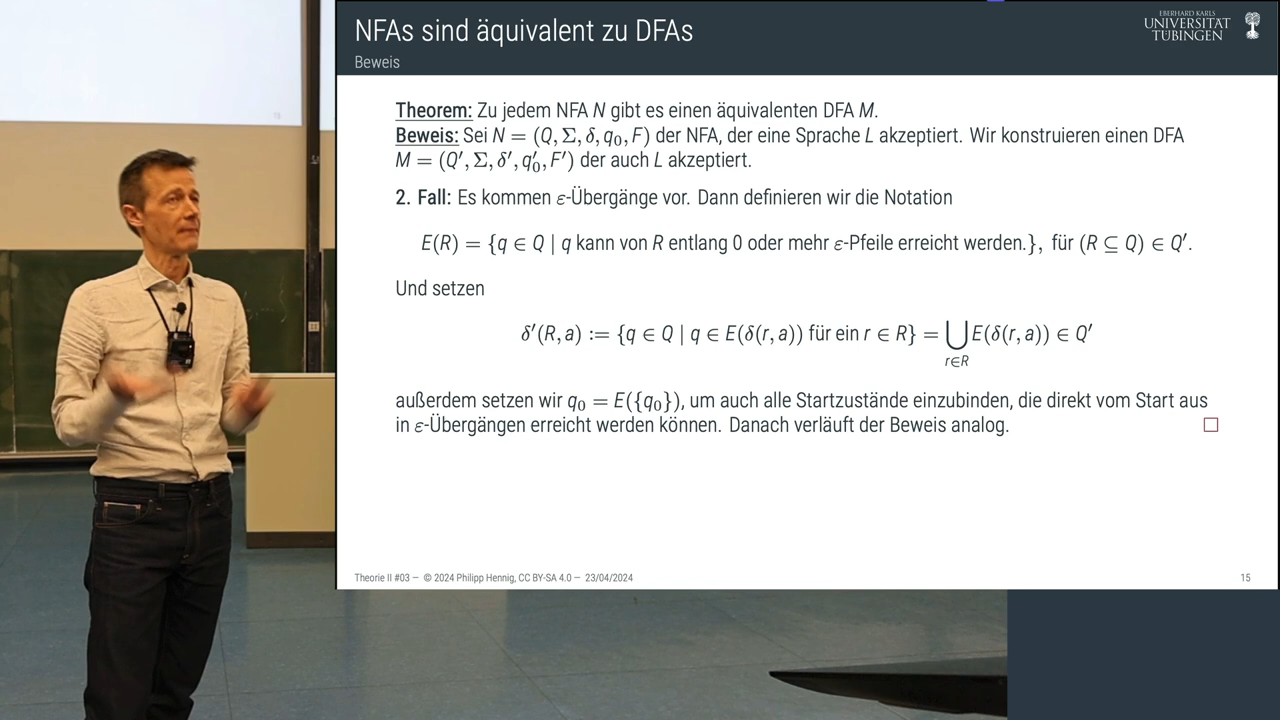 NFAs sind äquivalent zu DFAs
Beweis
EBERHARD KARLS
UNIVERSITÄT
TÜBINGEN
Theorem: Zu jedem NFA N gibt es einen äquivalenten DFA M.
Beweis: Sei N = (Q, Σ, δ, q₀, F) der NFA, der eine Sprache L akzeptiert. Wir konstruieren einen DFA
M = (Q′, Σ, δ′, q′₀, F′) der auch L akzeptiert.
2. Fall: Es kommen ε-Übergänge vor. Dann definieren wir die Notation
E(R) = {q ∈ Q | q kann von R entlang 0 oder mehr ε-Pfeile erreicht werden.}, für (R ⊆ Q) ∈ Q′.
Und setzen
δ′(R, a) := {q ∈ Q | q ∈ E(δ(r, a)) für ein r ∈ R} = ⋃ E(δ(r, a)) ∈ Q′
r∈R
außerdem setzen wir q₀ = E({q₀}), um auch alle Startzustände einzubinden, die direkt vom Start aus
in ε-Übergängen erreicht werden können. Danach verläuft der Beweis analog. □
Theorie II #03 — © 2024 Philipp Hennig, CC BY-SA 4.0 — 23/04/2024
15